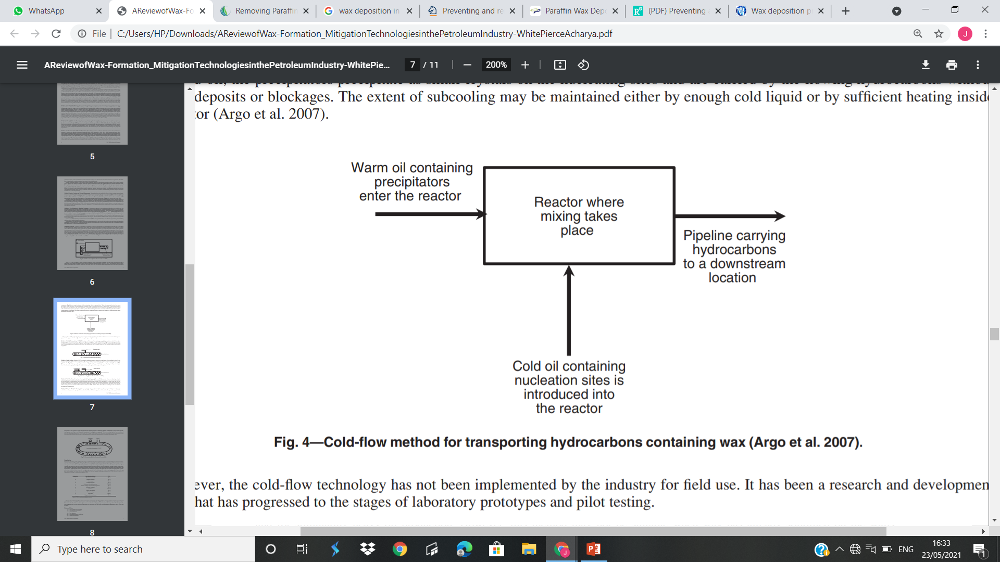 WhatsApp
AReviewofWax-Fo
Removing Paraffin
wax deposition in
Preventing and re
Paraffin Wax Dep
(PDF) Preventing
Wax deposition p
File
C:/Users/HP/Downloads/AReviewofWax-Formation_MitigationTechnologiesinthePetroleumIndustry-WhitePierceAcharya.pdf
J
AReviewofWax-Formation_MitigationTechnologiesinthePetroleumIndustry-WhitePie...
7 / 11
200%
5
6
7
8
deposits or blockages. The extent of subcooling may be maintained either by enough cold liquid or by sufficient heating insid
tor (Argo et al. 2007).
Warm oil containing
precipitators
enter the reactor
Reactor where
mixing takes
place
Pipeline carrying
hydrocarbons
to a downstream
location
Cold oil containing
nucleation sites is
introduced into
the reactor
Fig. 4—Cold-flow method for transporting hydrocarbons containing wax (Argo et al. 2007).
ever, the cold-flow technology has not been implemented by the industry for field use. It has been a research and developmen
hat has progressed to the stages of laboratory prototypes and pilot testing.
Type here to search
ENG
16:33
23/05/2021
1